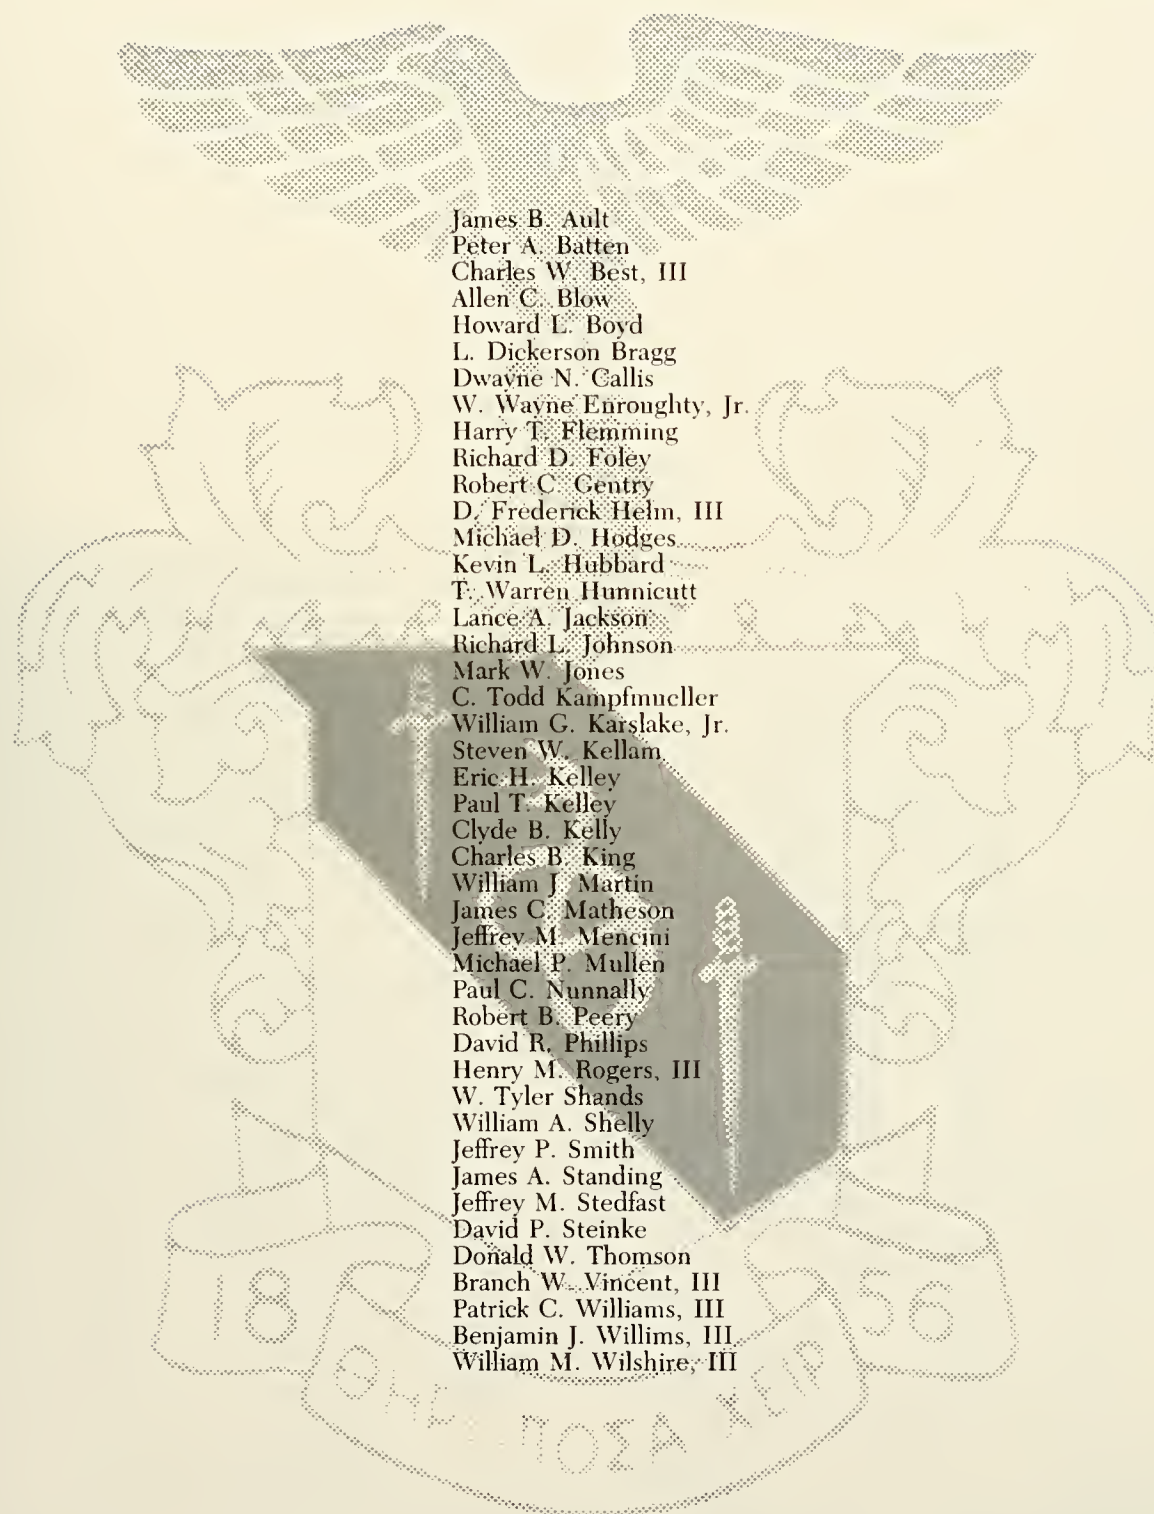 James B. Ault
Peter A. Batten
Charles W. Best, III
Allen C. Blow
Howard L. Boyd
L. Dickerson Bragg
Dwayne N. Callis
W. Wayne Enroughty, Jr.
Harry T. Flemming
Richard D. Foley
Robert C. Gentry
D. Frederick Helm, III
Michael D. Hodges
Kevin L. Hubbard
T. Warren Hunnicutt
Lance A. Jackson
Richard L. Johnson
Mark W. Jones
C. Todd Kampfmueller
William G. Karslake, Jr.
Steven W. Kellam
Eric H. Kelley
Paul T. Kelley
Clyde B. Kelly
Charles B. King
William J. Martin
James C. Matheson
Jeffrey M. Mencini
Michael P. Mullen
Paul C. Nunnally
Robert B. Peery
David R. Phillips
Henry M. Rogers, III
W. Tyler Shands
William A. Shelly
Jeffrey P. Smith
James A. Standing
Jeffrey M. Stedfast
David P. Steinke
Donald W. Thomson
Branch W. Vincent, III
Patrick C. Williams, III
Benjamin J. Willims, III
William M. Wilshire, III
18 56
ΠΟΣΑ ΧΕΙΡ